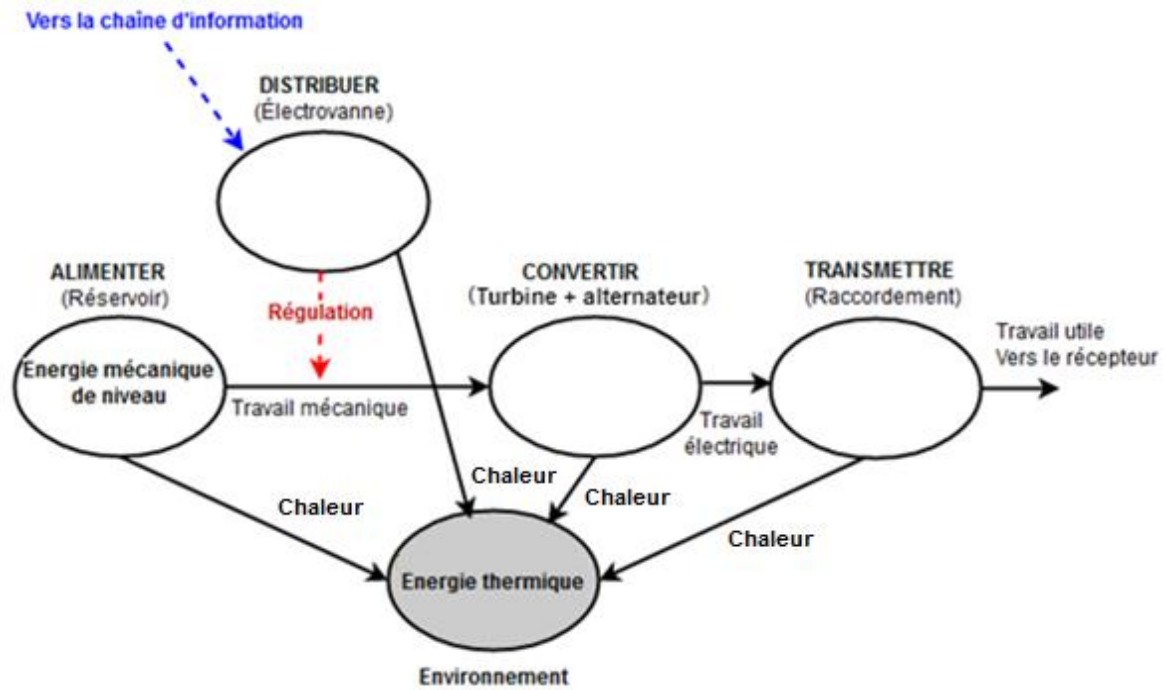 Vers la chaîne d'information
DISTRIBUER
(Électrovanne)
ALIMENTER
(Réservoir)
Régulation
CONVERTIR
(Turbine + alternateur)
TRANSMETTRE
(Raccordement)
Energie mécanique
de niveau
Travail mécanique
Travail
électrique
Travail utile
Vers le récepteur
Chaleur
Chaleur
Chaleur
Chaleur
Energie thermique
Environnement